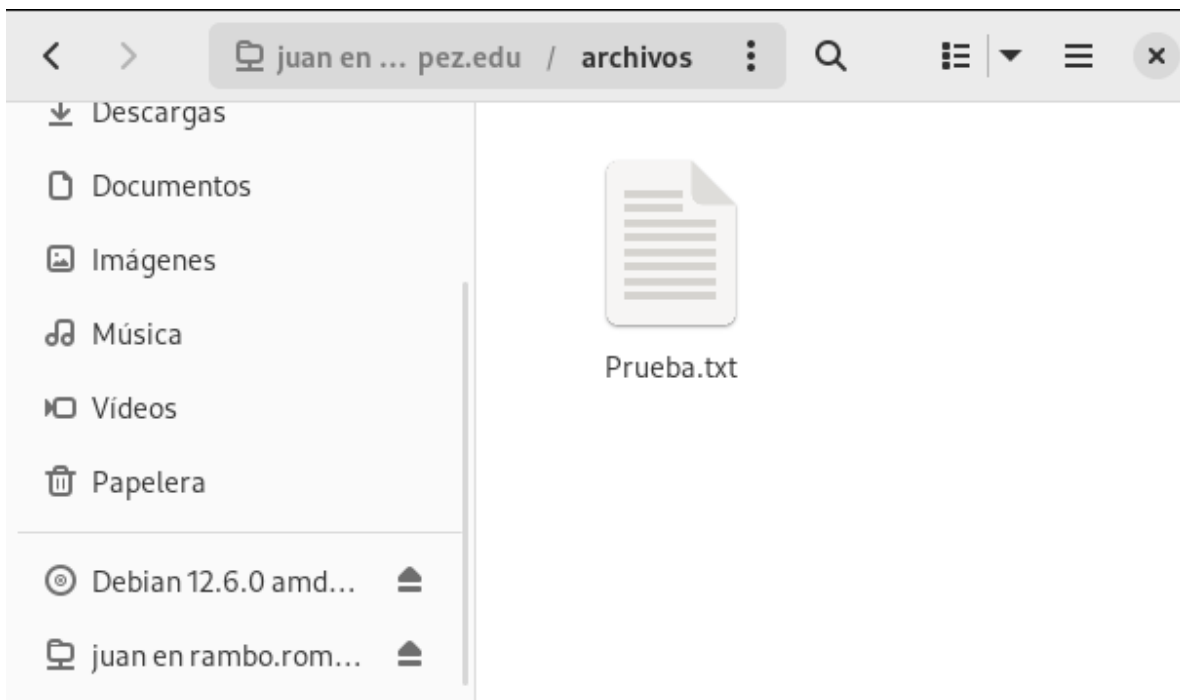 juan en ... pez.edu / archivos
Descargas
Documentos
Imágenes
Música
Vídeos
Papelera
Debian 12.6.0 amd...
juan en rambo.rom...
Prueba.txt